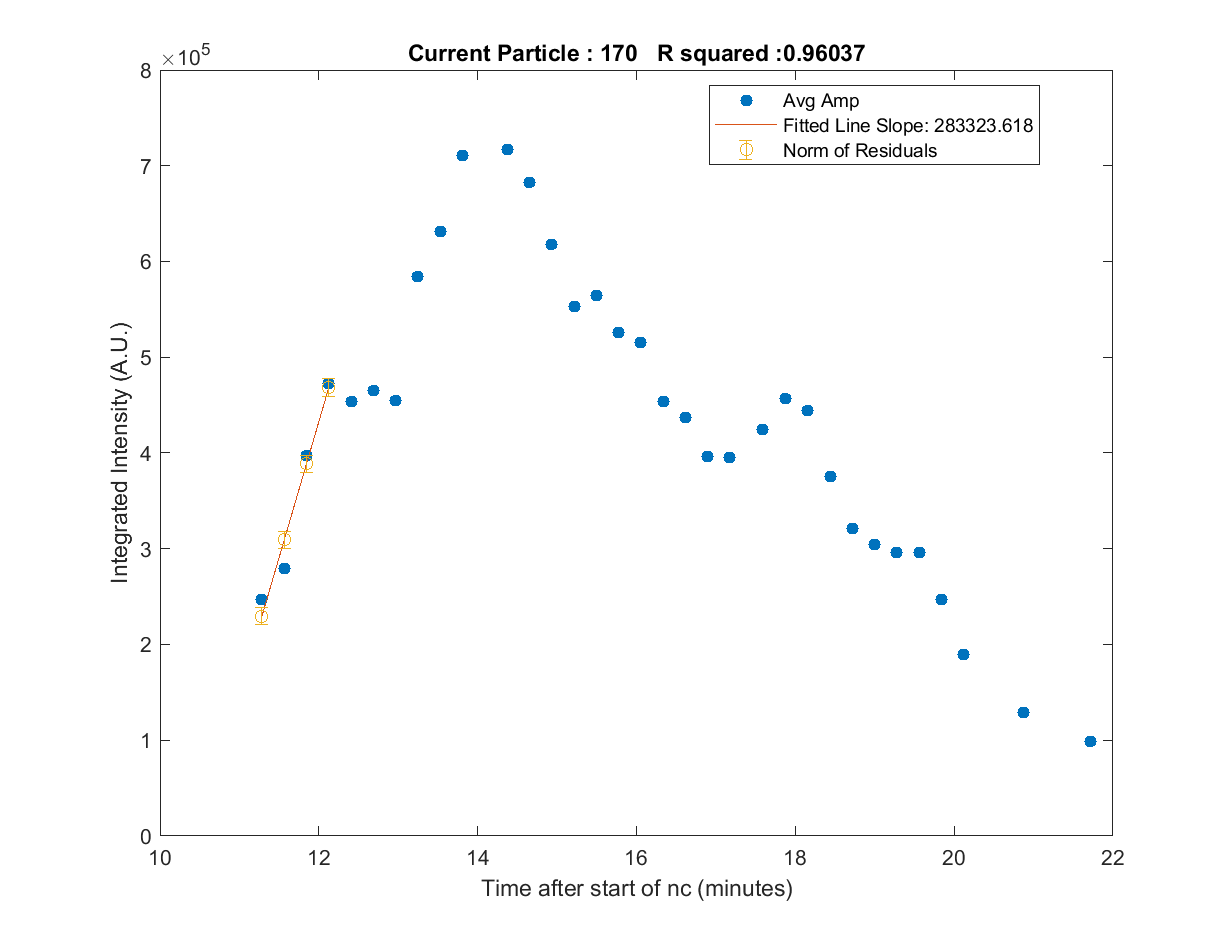 Current Particle : 170 R squared :0.96037
×10^5
8
7
6
5
4
3
2
1
0
Integrated Intensity (A.U.)
Avg Amp
Fitted Line Slope: 283323.618
Norm of Residuals
10 12 14 16 18 20 22
Time after start of nc (minutes)